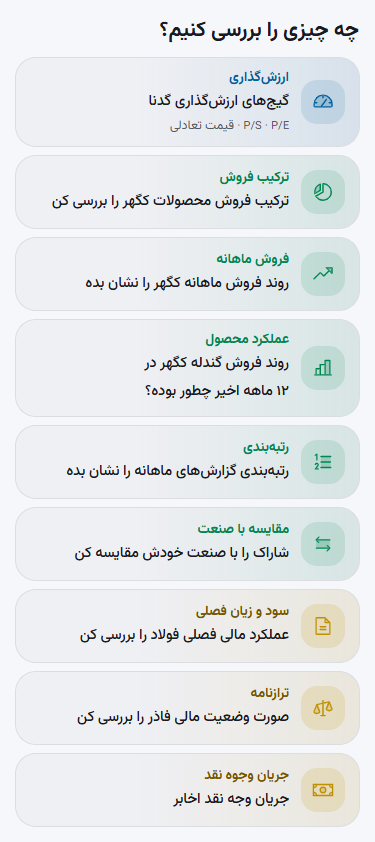 چه چیزی را بررسی کنیم؟
ارزش‌گذاری
گیج‌های ارزش‌گذاری گدنا
P/S · P/E · قیمت تعادلی
ترکیب فروش
ترکیب فروش محصولات کگهر را بررسی کن
فروش ماهانه
روند فروش ماهانه کگهر را نشان بده
عملکرد محصول
روند فروش گندله کگهر در
۱۲ ماهه اخیر چطور بوده؟
رتبه‌بندی
رتبه‌بندی گزارش‌های ماهانه را نشان بده
مقایسه با صنعت
شاراک را با صنعت خودش مقایسه کن
سود و زیان فصلی
عملکرد مالی فصلی فولاد را بررسی کن
ترازنامه
صورت وضعیت مالی فاذر را بررسی کن
جریان وجوه نقد
جریان وجه نقد اخابر